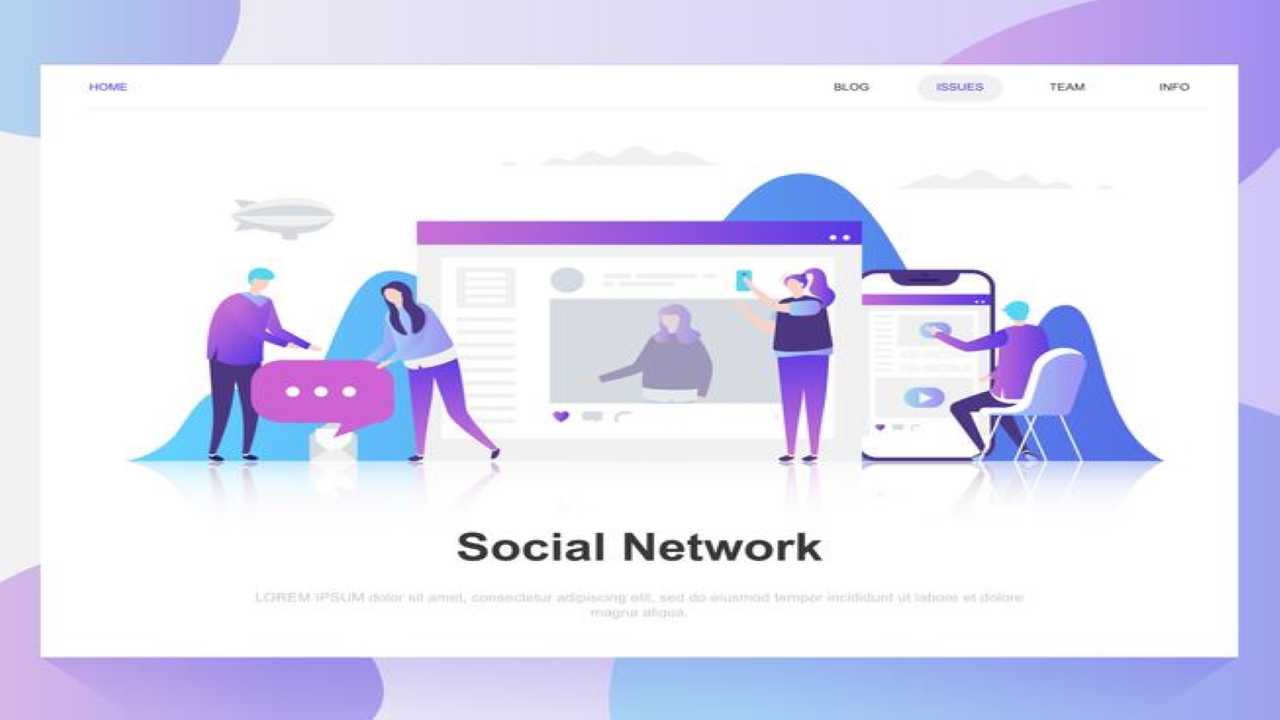 HOME
BLOG
ISSUES
TEAM
INFO
Social Network
LOREM IPSUM dolor sit amet, consectetur adipiscing elit, sed do eiusmod tempor incididunt ut labore et dolore
magna aliqua.